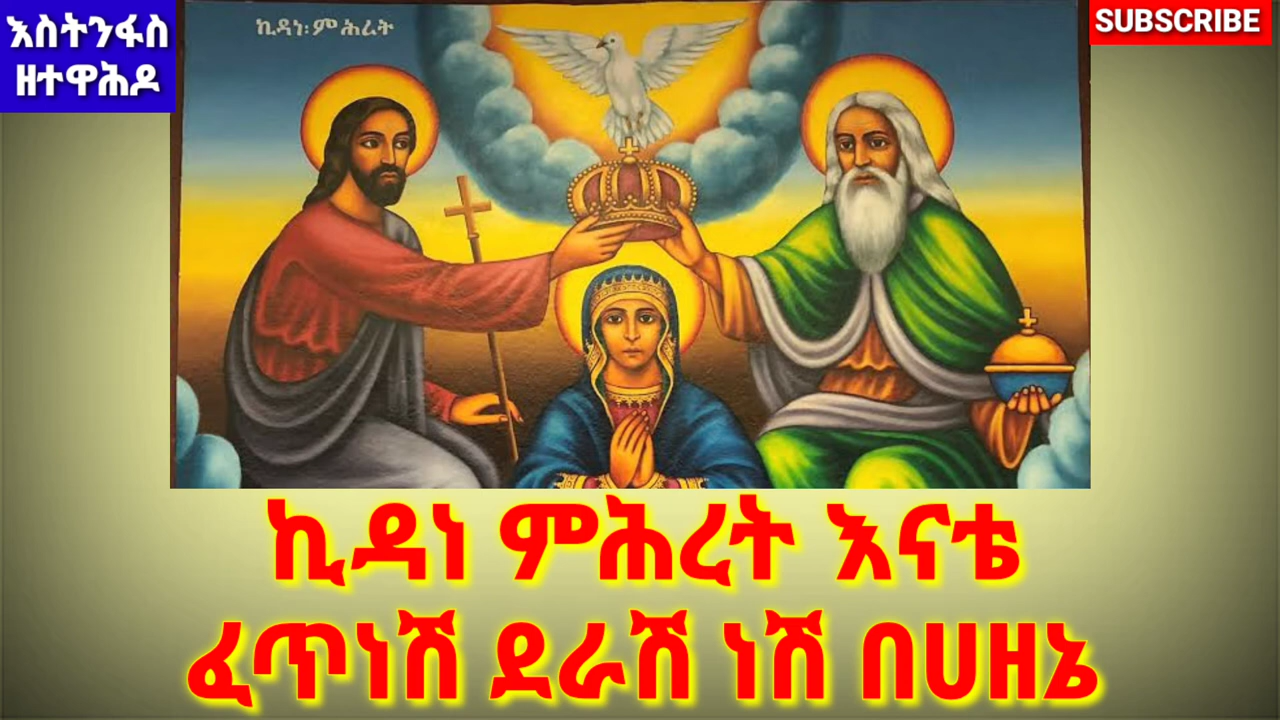 እስትንፋስ
ዘተዋሕዶ
SUBSCRIBE
ኪዳነ፡ምሕረት
ኪዳነ ምሕረት እናቴ
ፈጥነሽ ደራሽ ነሽ በሀዘኔ